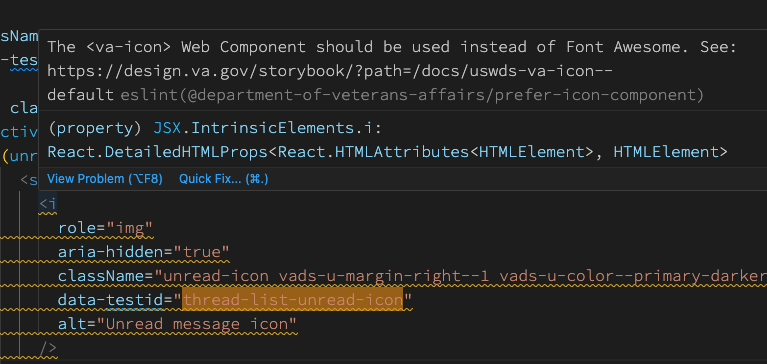 sNam
The <va-icon> Web Component should be used instead of Font Awesome. See:
-tes
https://design.va.gov/storybook/?path=/docs/uswds-va-icon--
default eslint(@department-of-veterans-affairs/prefer-icon-component)
cla
ctiv
(property) JSX.IntrinsicElements.i:
(unr
React.DetailedHTMLProps<React.HTMLAttributes<HTMLElement>, HTMLElement>
<s
View Problem (⌥F8) Quick Fix... (⌘.)
<i
role="img"
aria-hidden="true"
className="unread-icon vads-u-margin-right--1 vads-u-color--primary-darker
data-testid="thread-list-unread-icon"
alt="Unread message icon"
/>